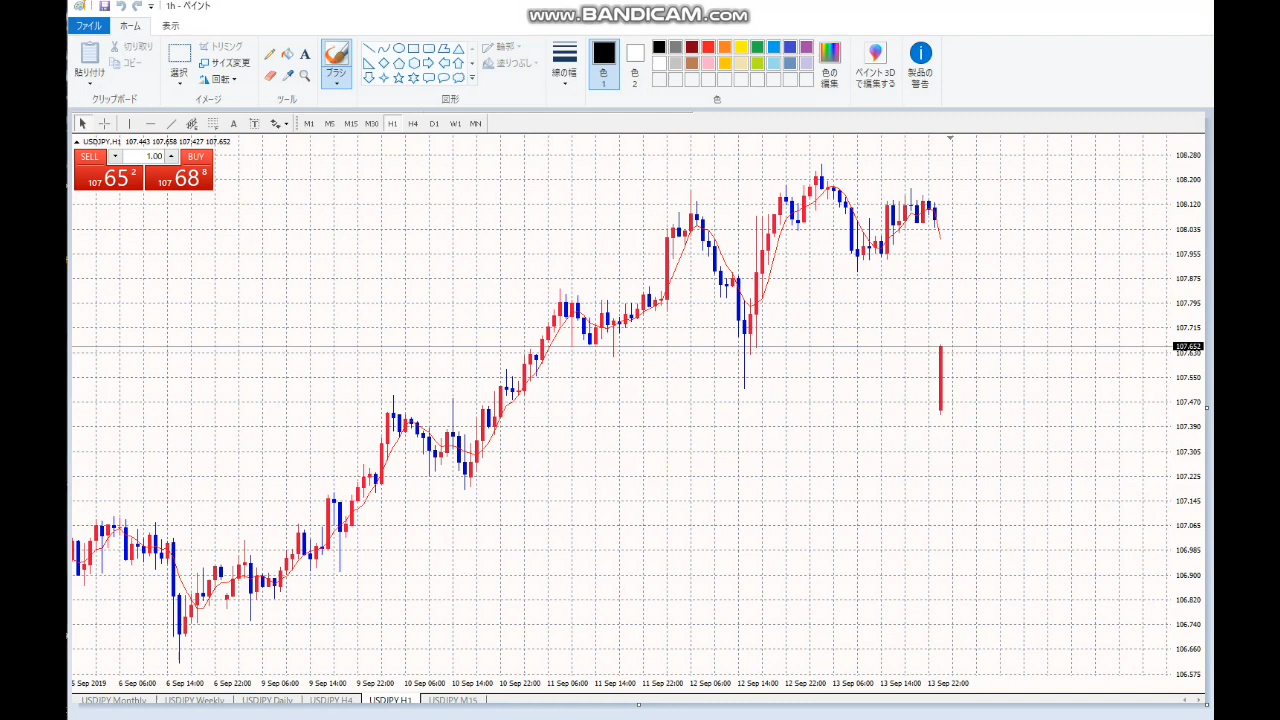 1h - ペイント
www.BANDICAM.com
ファイル ホーム 表示
貼り付け 切り取り コピー
選択 トリミング サイズ変更 回転
A
ブラシ
輪郭 塗りつぶし
線の幅
色 1 色 2
色の編集
ペイント 3D で編集する
製品の警告
クリップボード イメージ ツール 図形 色
A T M1 M5 M15 M30 H1 H4 D1 W1 MN
USDJPY,H1 107.443 107.658 107.427 107.652
SELL 1.00 BUY
107 65 2 107 68 8
108.280
108.200
108.120
108.035
107.955
107.875
107.795
107.715
107.652
107.630
107.550
107.470
107.390
107.305
107.225
107.145
107.065
106.985
106.900
106.820
106.740
106.660
106.575
5 Sep 2019 6 Sep 06:00 6 Sep 14:00 6 Sep 22:00 9 Sep 06:00 9 Sep 14:00 9 Sep 22:00 10 Sep 06:00 10 Sep 14:00 10 Sep 22:00 11 Sep 06:00 11 Sep 14:00 11 Sep 22:00 12 Sep 06:00 12 Sep 14:00 12 Sep 22:00 13 Sep 06:00 13 Sep 14:00 13 Sep 22:00
USDJPY Monthly USDJPY Weekly USDJPY Daily USDJPY H4 USDJPY H1 USDJPY M15